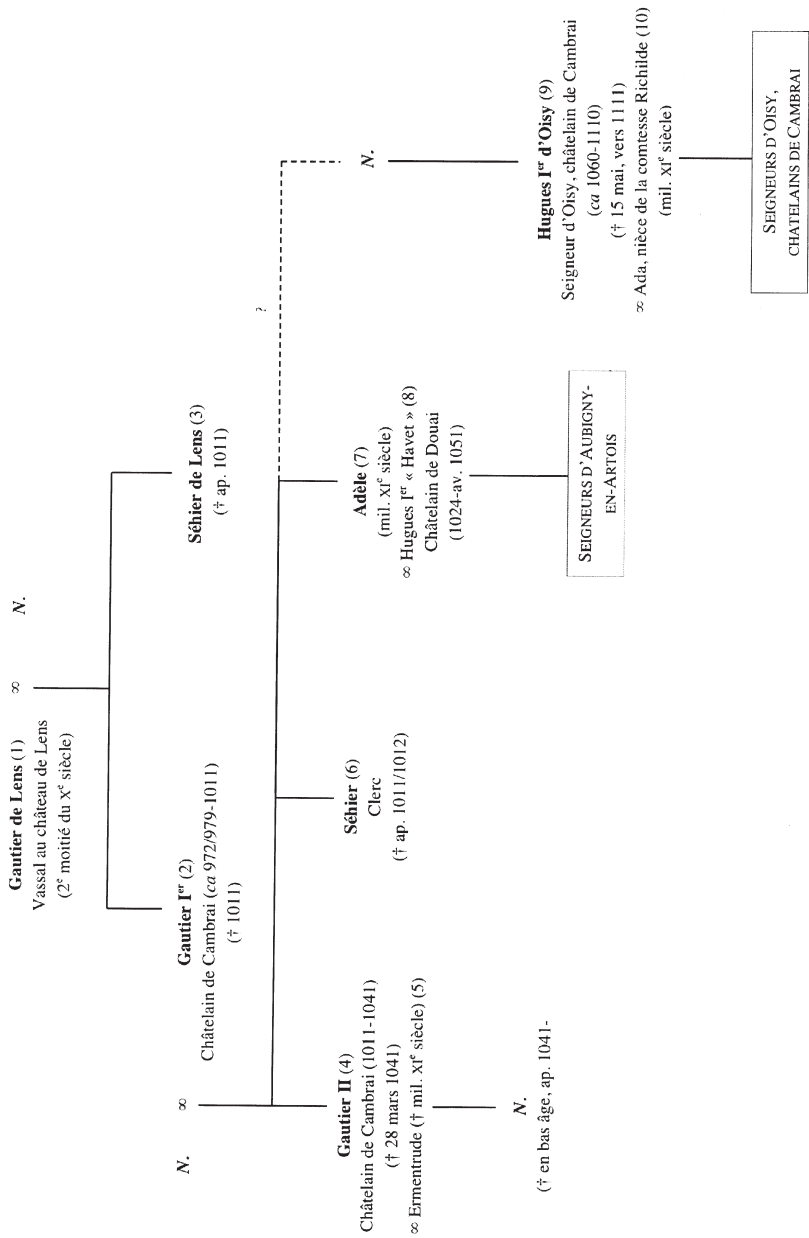 Gautier de Lens (1) ∞ N.
Vassal au château de Lens
(2e moitié du Xe siècle)
N. ∞ Gautier Ier (2)
Châtelain de Cambrai (ca 972/979-1011)
(† 1011)
Séhier de Lens (3)
(† ap. 1011)
?
Gautier II (4)
Châtelain de Cambrai (1011-1041)
(† 28 mars 1041)
∞ Ermentrude († mil. XIe siècle) (5)
Séhier (6)
Clerc
(† ap. 1011/1012)
Adèle (7)
(mil. XIe siècle)
∞ Hugues Ier « Havet » (8)
Châtelain de Douai
(1024-av. 1051)
N.
N.
(† en bas âge, ap. 1041-
SEIGNEURS D'AUBIGNY-
EN-ARTOIS
Hugues Ier d'Oisy (9)
Seigneur d'Oisy, châtelain de Cambrai
(ca 1060-1110)
(† 15 mai, vers 1111)
∞ Ada, nièce de la comtesse Richilde (10)
(mil. XIe siècle)
SEIGNEURS D'OISY,
CHATELAINS DE CAMBRAI